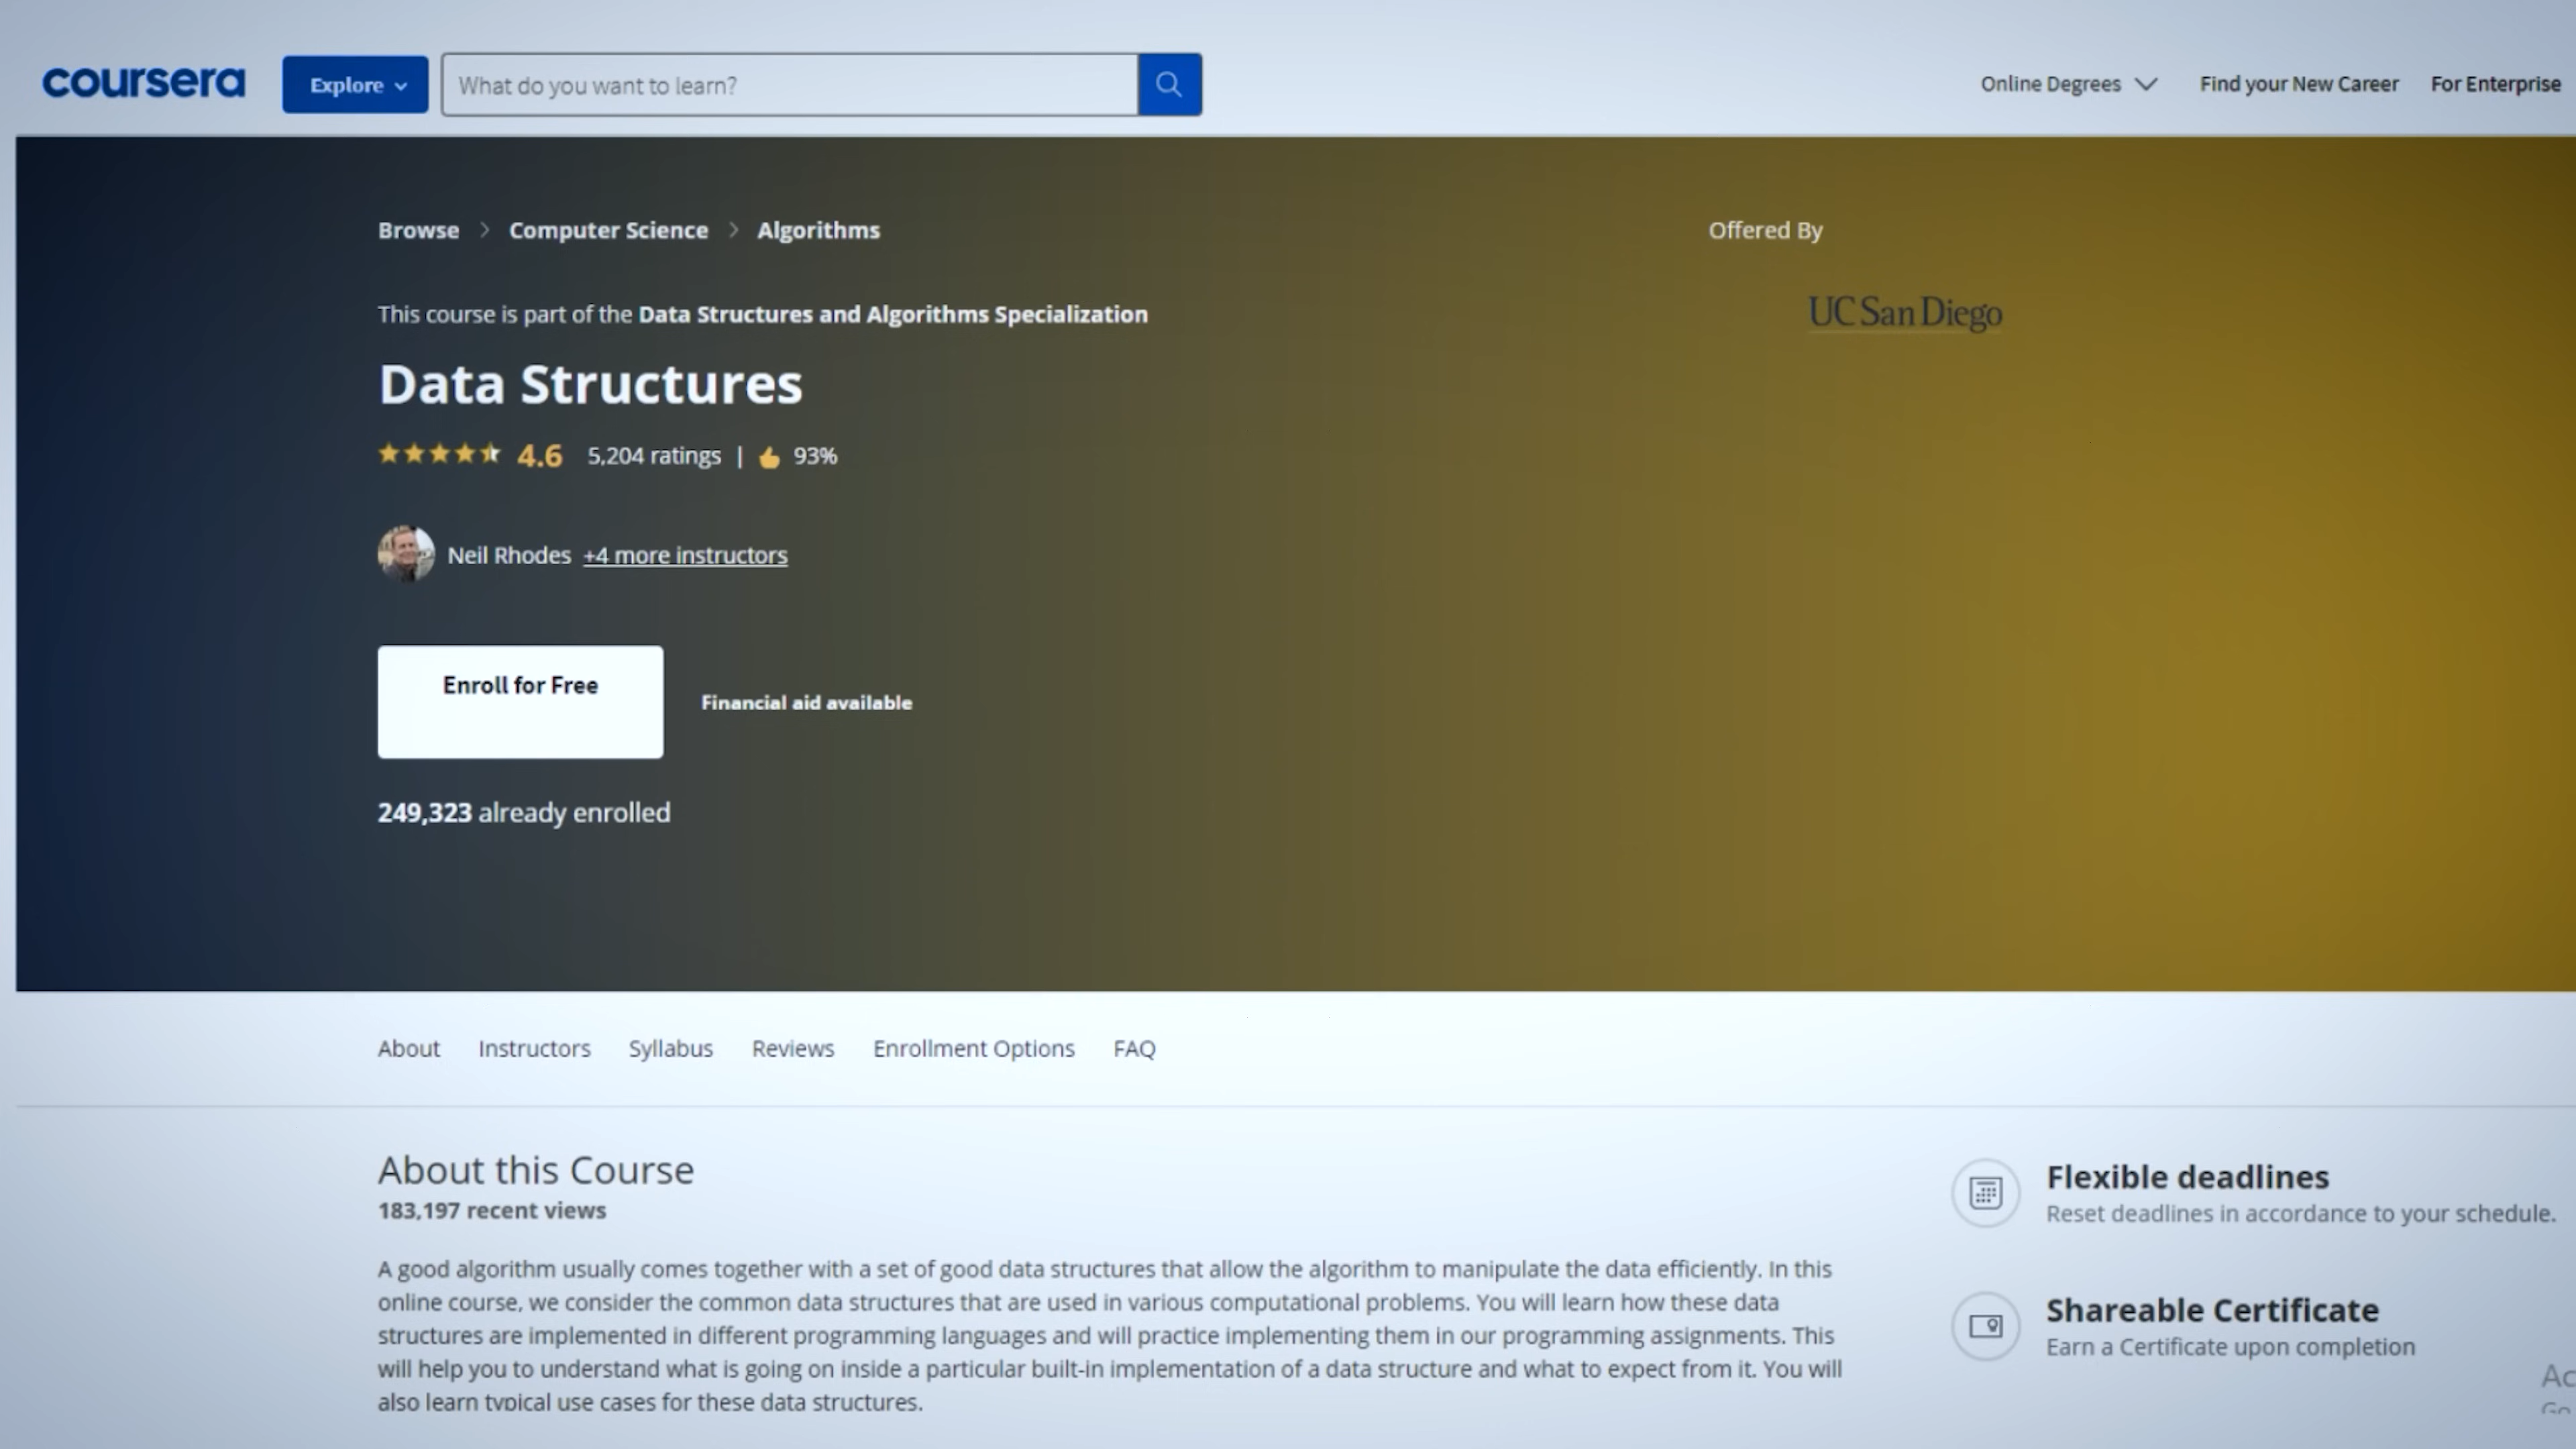 coursera
Explore
What do you want to learn?
Online Degrees
Find your New Career
For Enterprise
Browse > Computer Science > Algorithms
Offered By
UC San Diego
This course is part of the Data Structures and Algorithms Specialization
Data Structures
4.6 5,204 ratings | 93%
Neil Rhodes +4 more instructors
Enroll for Free
Financial aid available
249,323 already enrolled
About Instructors Syllabus Reviews Enrollment Options FAQ
About this Course
183,197 recent views
A good algorithm usually comes together with a set of good data structures that allow the algorithm to manipulate the data efficiently. In this
online course, we consider the common data structures that are used in various computational problems. You will learn how these data
structures are implemented in different programming languages and will practice implementing them in our programming assignments. This
will help you to understand what is going on inside a particular built-in implementation of a data structure and what to expect from it. You will
also learn typical use cases for these data structures.
Flexible deadlines
Reset deadlines in accordance to your schedule.
Shareable Certificate
Earn a Certificate upon completion